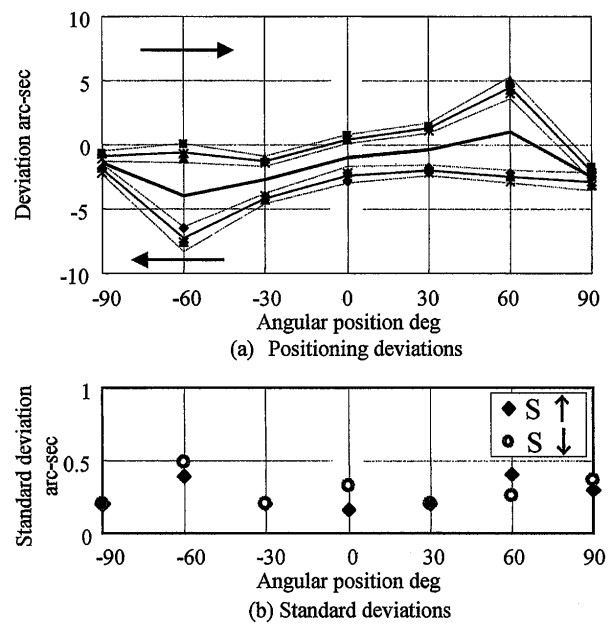 10
5
0
-5
-10
Deviation arc-sec
-90 -60 -30 0 30 60 90
Angular position deg
(a) Positioning deviations
1
0.5
0
Standard deviation
arc-sec
S ↑
S ↓
-90 -60 -30 0 30 60 90
Angular position deg
(b) Standard deviations